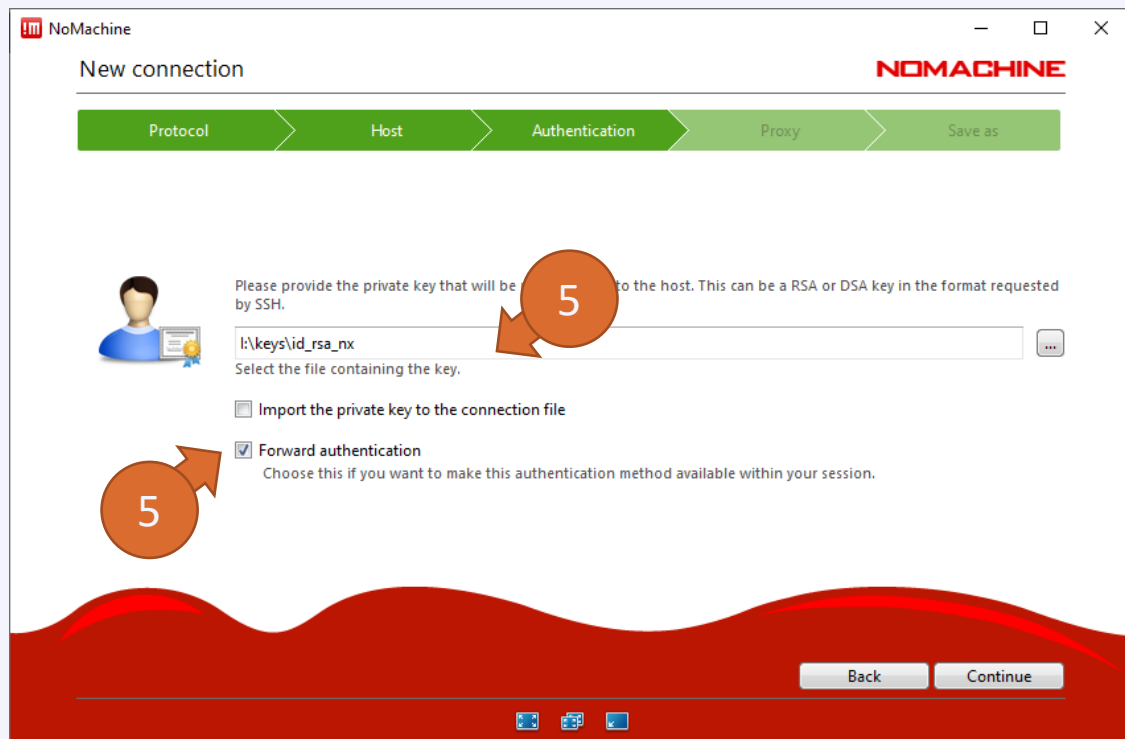 NoMachine
New connection
NOMACHINE
Protocol
Host
Authentication
Proxy
Save as
Please provide the private key that will be to the host. This can be a RSA or DSA key in the format requested
by SSH.
5
I:\keys\id_rsa_nx
...
Select the file containing the key.
Import the private key to the connection file
Forward authentication
Choose this if you want to make this authentication method available within your session.
5
Back
Continue